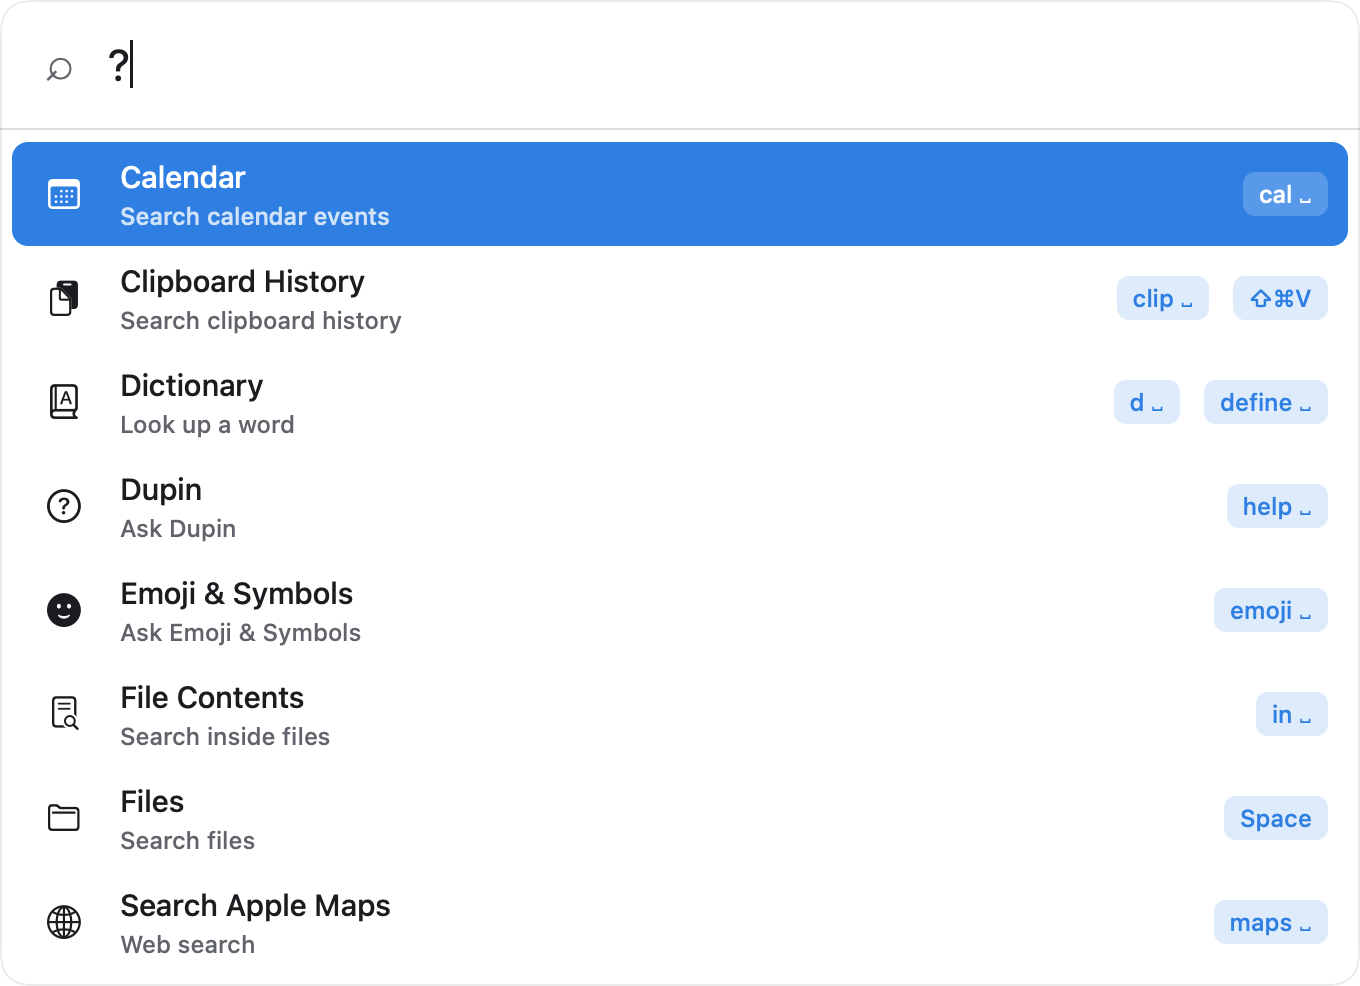 ?
Calendar
Search calendar events
cal ⎵
Clipboard History
Search clipboard history
clip ⎵ ⇧⌘V
Dictionary
Look up a word
d ⎵ define ⎵
Dupin
Ask Dupin
help ⎵
Emoji & Symbols
Ask Emoji & Symbols
emoji ⎵
File Contents
Search inside files
in ⎵
Files
Search files
Space
Search Apple Maps
Web search
maps ⎵